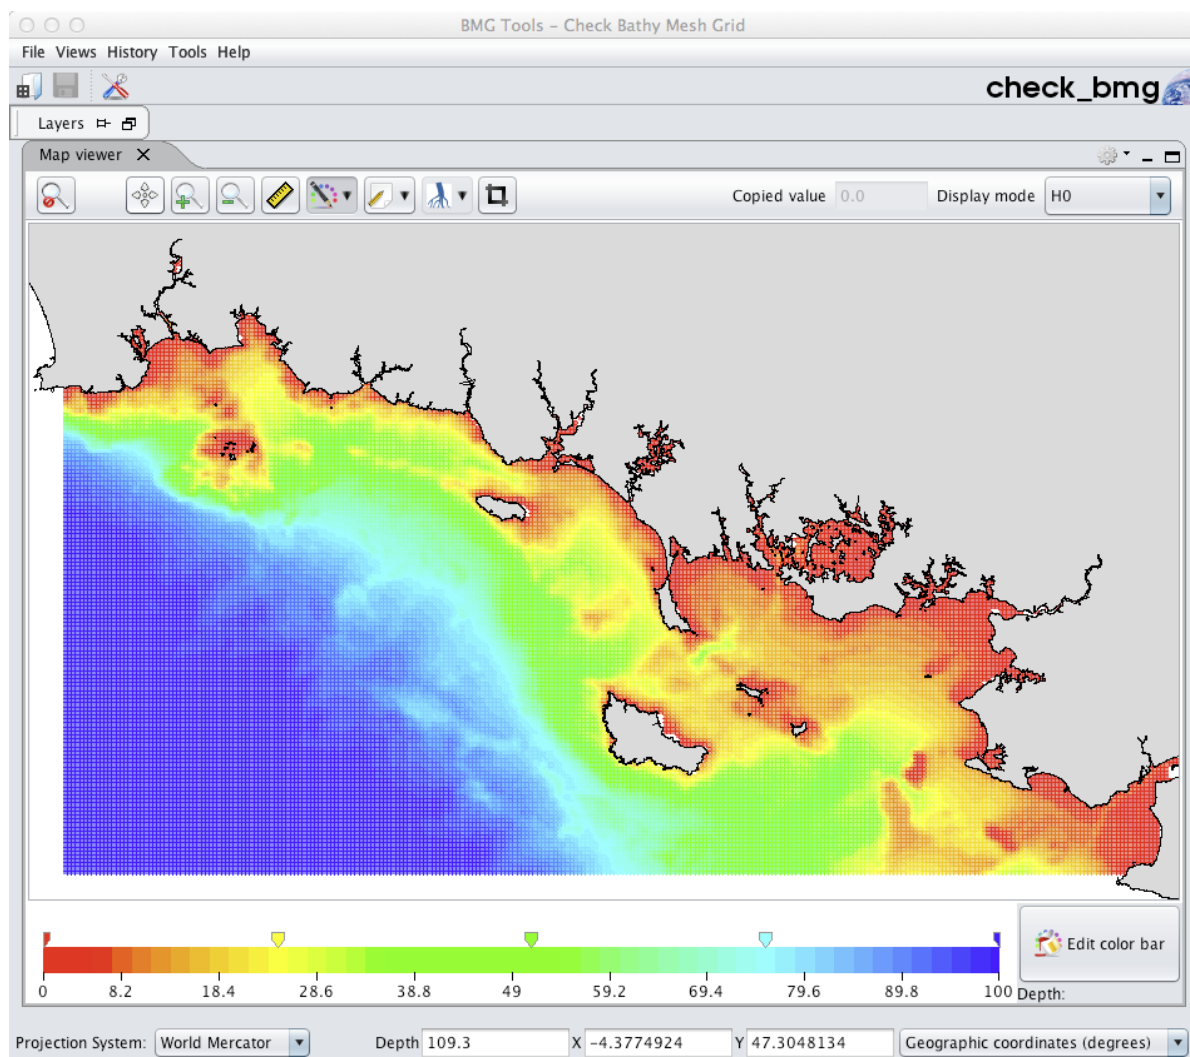 BMG Tools - Check Bathy Mesh Grid
File Views History Tools Help
check_bmg
Layers
Map viewer
Copied value 0.0 Display mode H0
Edit color bar
0 8.2 18.4 28.6 38.8 49 59.2 69.4 79.6 89.8 100 Depth:
Projection System: World Mercator Depth 109.3 X -4.3774924 Y 47.3048134 Geographic coordinates (degrees)